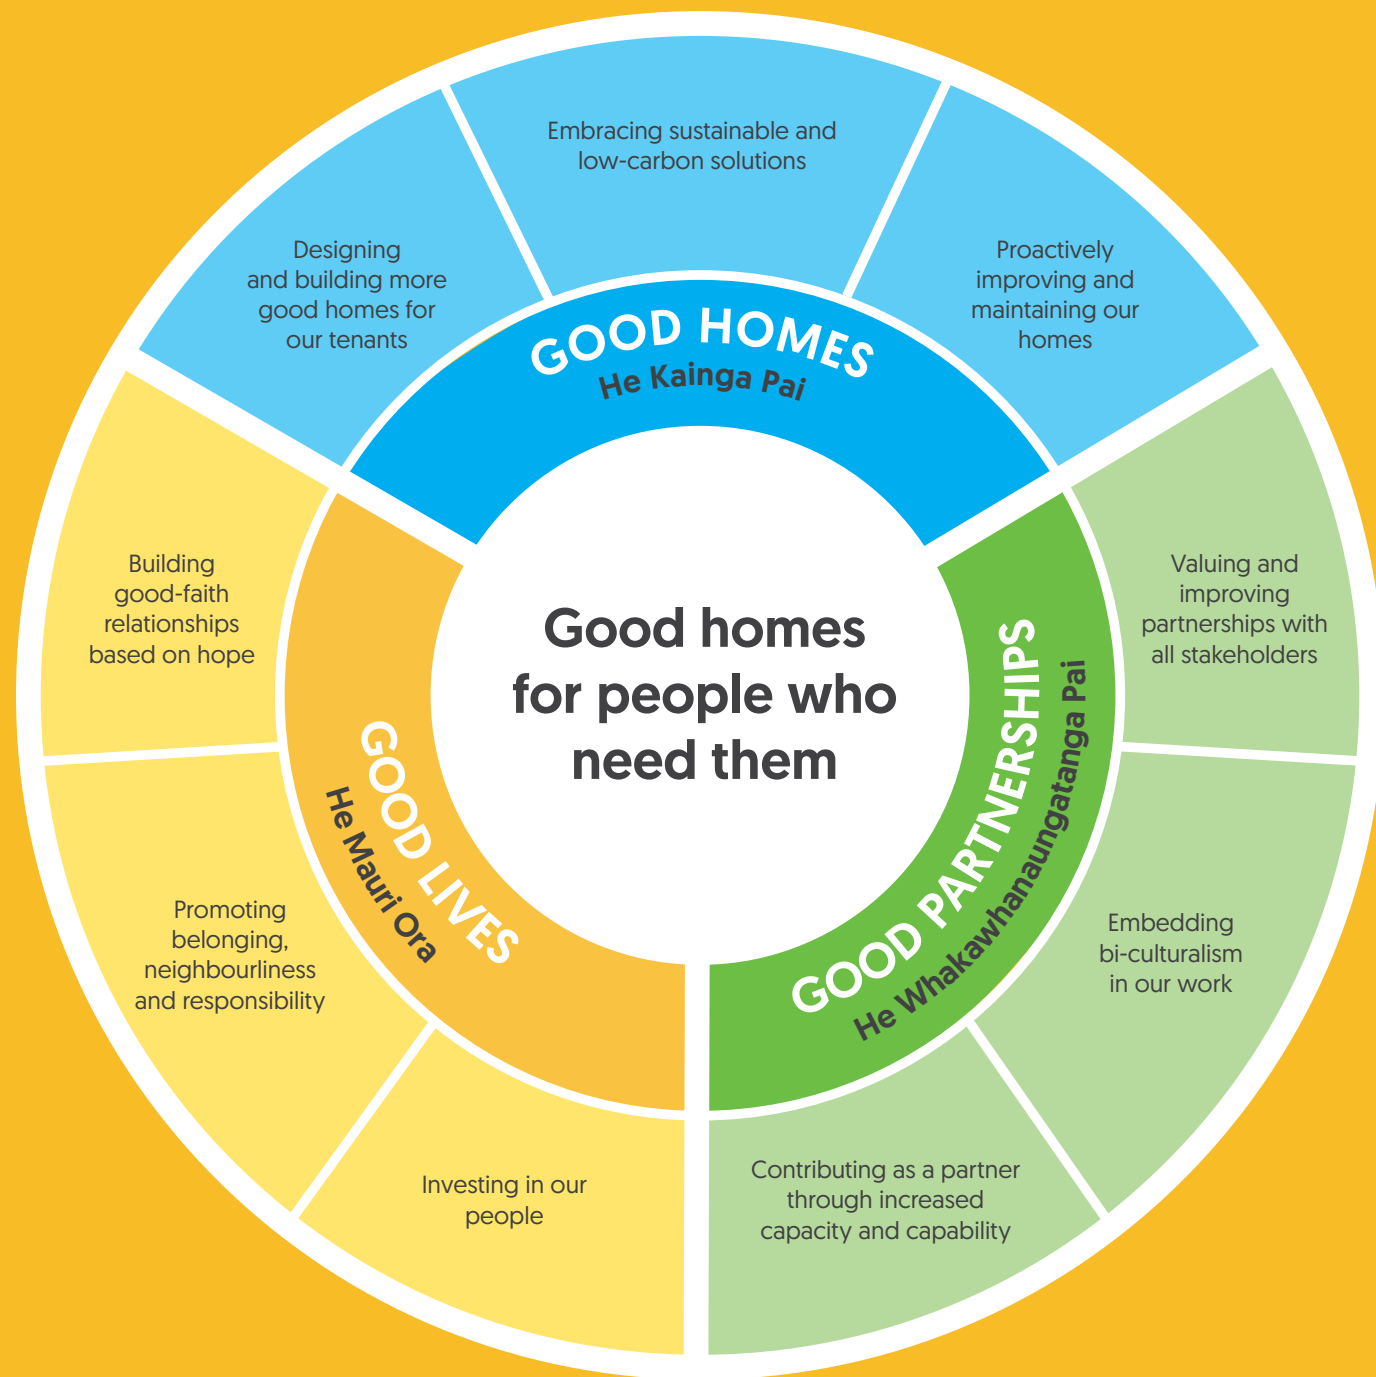 Embracing sustainable and
low-carbon solutions
Designing
and building more
good homes for
our tenants
Proactively
improving and
maintaining our
homes
GOOD HOMES
He Kainga Pai
Building
good-faith
relationships
based on hope
Valuing and
improving
partnerships with
all stakeholders
Good homes
for people who
need them
GOOD LIVES
He Mauri Ora
GOOD PARTNERSHIPS
He Whakawhanaungatanga Pai
Promoting
belonging,
neighbourliness
and responsibility
Embedding
bi-culturalism
in our work
Investing in our
people
Contributing as a partner
through increased
capacity and capability